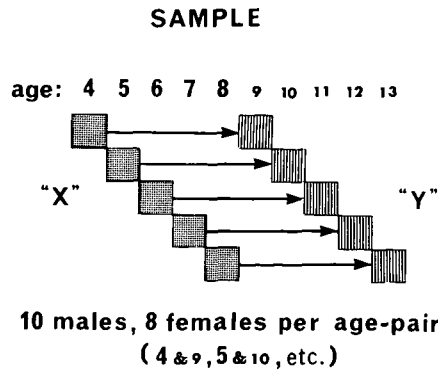 SAMPLE
age: 4 5 6 7 8 9 10 11 12 13
"X" "Y"
10 males, 8 females per age-pair
(4 & 9, 5 & 10, etc.)